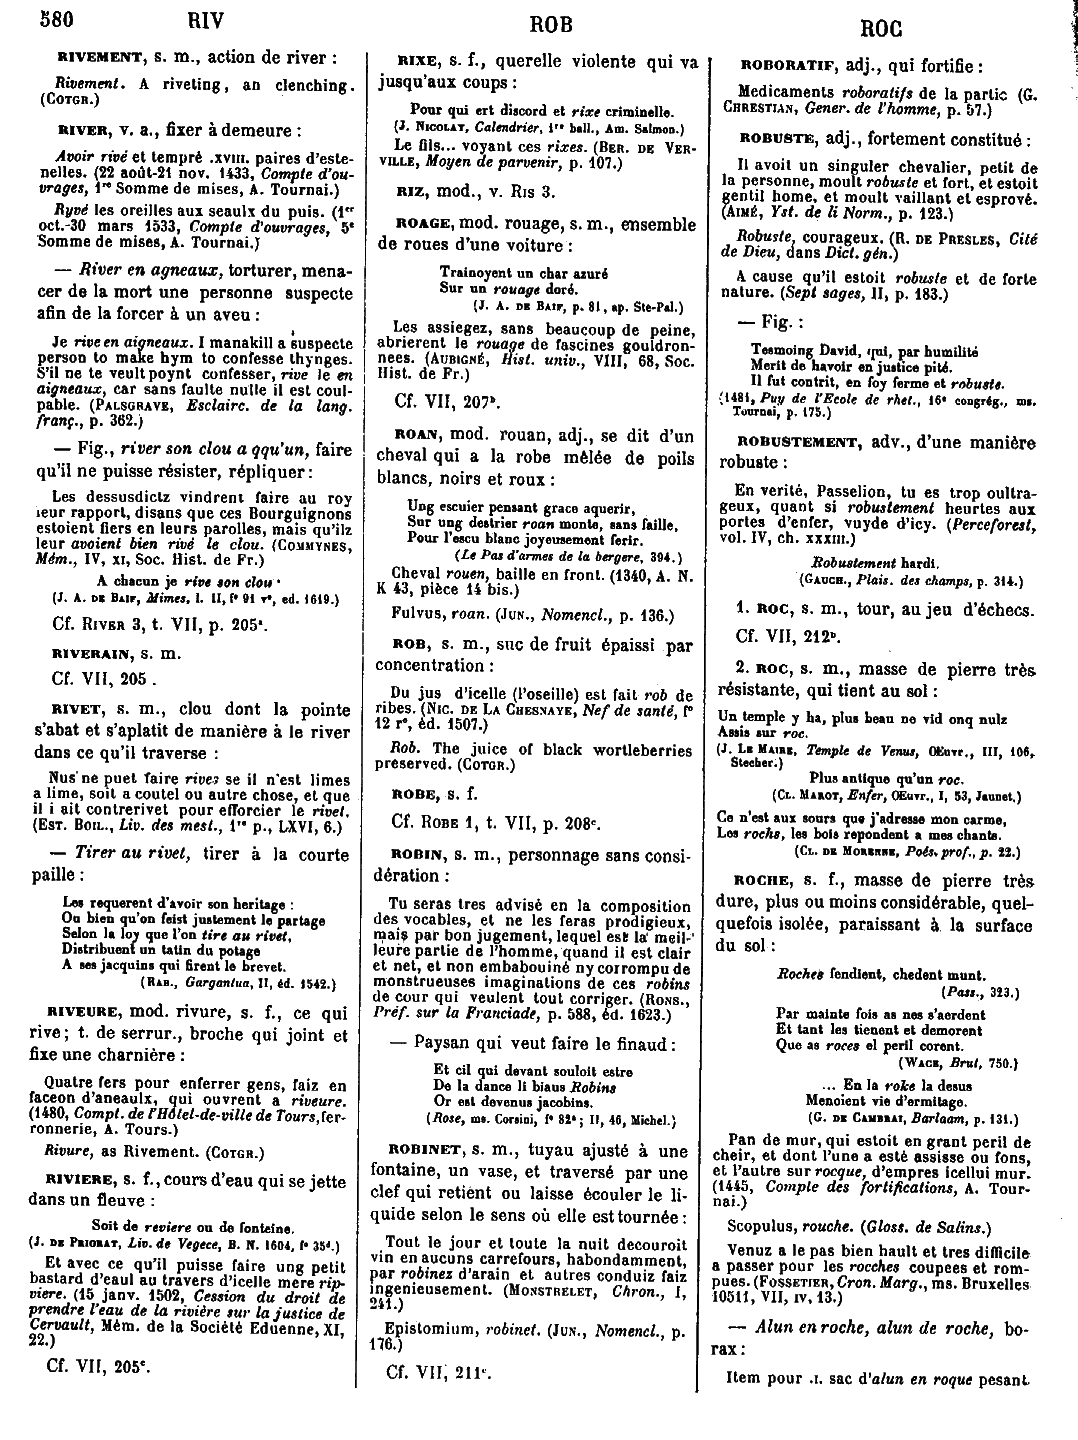 580 RIV ROB ROC
RIVEMENT, s. m., action de river :
Rivement. A riveting, an clenching.
(COTGR.)
RIVER, v. a., fixer à demeure :
Avoir rivé et tempré .XVIII. paires d'este-
nelles. (22 août-21 nov. 1433, Compte d'ou-
vrages, 1re Somme de mises, A. Tournai.)
Ryvé les oreilles aux seaulx du puis. (1er
oct.-30 mars 1533, Compte d'ouvrages, 5e
Somme de mises, A. Tournai.)
— River en agneaux, torturer, mena-
cer de la mort une personne suspecte
afin de la forcer à un aveu :
Je rive en aigneaux. I manakill a suspecte
person to make hym to confesse thynges.
S'il ne te veult poynt confesser, rive le en
aigneaux, car sans faulte nulle il est coul-
pable. (PALSGRAVE, Esclairc. de la lang.
franç., p. 362.)
— Fig., river son clou a qqu'un, faire
qu'il ne puisse résister, répliquer :
Les dessusdictz vindrent faire au roy
leur rapport, disans que ces Bourguignons
estoient fiers en leurs parolles, mais qu'ilz
leur avoient bien rivé le clou. (COMMYNES,
Mém., IV, XI, Soc. Hist. de Fr.)
A chacun je rive son clou
(J. A. DE BAIF, Mimes, l. II, fo 91 ro, ed. 1619.)
Cf. RIVER 3, t. VII, p. 205a.
RIVERAIN, s. m.
Cf. VII, 205 .
RIVET, s. m., clou dont la pointe
s'abat et s'aplatit de manière à le river
dans ce qu'il traverse :
Nus ne puet faire rives se il n'est limes
a lime, soit a coutel ou autre chose, et que
il i ait contrerivet pour efforcier le rivet.
(EST. BOIL., Liv. des mest., 1re p., LXVI, 6.)
— Tirer au rivet, tirer à la courte
paille :
Les requerent d'avoir son heritage :
Ou bien qu'on feist justement le partage
Selon la loy que l'on tire au rivet,
Distribuent un tatin du potage
A ses jacquins qui firent le brevet.
(RAB., Gargantua, II, éd. 1542.)
RIVEURE, mod. rivure, s. f., ce qui
rive ; t. de serrur., broche qui joint et
fixe une charnière :
Quatre fers pour enferrer gens, faiz en
faceon d'aneaulx, qui ouvrent a riveure.
(1480, Compt. de l'Hôtel-de-ville de Tours, fer-
ronnerie, A. Tours.)
Rivure, as Rivement. (COTGR.)
RIVIERE, s. f., cours d'eau qui se jette
dans un fleuve :
Soit de reviere ou de fonteine.
(J. DE PRIORAT, Liv. de Vegece, B. N. 1604, fo 35d.)
Et avec ce qu'il puisse faire ung petit
bastard d'eaul au travers d'icelle mere rip-
viere. (15 janv. 1502, Cession du droit de
prendre l'eau de la rivière sur la justice de
Cervault, Mém. de la Société Eduenne, XI,
22.)
Cf. VII, 205c.
RIXE, s. f., querelle violente qui va
jusqu'aux coups :
Pour qui ert discord et rixe criminelle.
(J. NICOLAY, Calendrier, 1re ball., Am. Salmon.)
Le fils... voyant ces rixes. (BER. DE VER-
VILLE, Moyen de parvenir, p. 107.)
RIZ, mod., v. RIS 3.
ROAGE, mod. rouage, s. m., ensemble
de roues d'une voiture :
Trainoyent un char azuré
Sur un rouage doré.
(J. A. DE BAIF, p. 81, ap. Ste-Pal.)
Les assiegez, sans beaucoup de peine,
abrierent le rouage de fascines gouldron-
nees. (AUBIGNÉ, Hist. univ., VIII, 68, Soc.
Hist. de Fr.)
Cf. VII, 207b.
ROAN, mod. rouan, adj., se dit d'un
cheval qui a la robe mêlée de poils
blancs, noirs et roux :
Ung escuier pensant grace aquerir,
Sur ung destrier roan monte, sans faille,
Pour l'escu blanc joyeusement ferir.
(Le Pas d'armes de la bergere, 394.)
Cheval rouen, baille en front. (1340, A. N.
K 43, pièce 14 bis.)
Fulvus, roan. (JUN., Nomencl., p. 136.)
ROB, s. m., suc de fruit épaissi par
concentration :
Du jus d'icelle (l'oseille) est fait rob de
ribes. (NIC. DE LA CHESNAYE, Nef de santé, fo
12 ro, éd. 1507.)
Rob. The juice of black wortleberries
preserved. (COTGR.)
ROBE, s. f.
Cf. ROBE 1, t. VII, p. 208c.
ROBIN, s. m., personnage sans consi-
dération :
Tu seras tres advisé en la composition
des vocables, et ne les feras prodigieux,
mais par bon jugement, lequel est la meil-
leure partie de l'homme, quand il est clair
et net, et non embabouiné ny corrompu de
monstrueuses imaginations de ces robins
de cour qui veulent tout corriger. (RONS.,
Préf. sur la Franciade, p. 588, éd. 1623.)
— Paysan qui veut faire le finaud :
Et cil qui devant souloit estre
De la dance li biaus Robins
Or est devenus jacobins.
(Rose, ms. Corsini, fo 82a ; II, 46, Michel.)
ROBINET, s. m., tuyau ajusté à une
fontaine, un vase, et traversé par une
clef qui retient ou laisse écouler le li-
quide selon le sens où elle est tournée :
Tout le jour et toute la nuit decouroit
vin en aucuns carrefours, habondamment,
par robinez d'arain et autres conduiz faiz
ingenieusement. (MONSTRELET, Chron., I,
241.)
Epistomium, robinet. (JUN., Nomencl., p.
176.)
Cf. VII, 211c.
ROBORATIF, adj., qui fortifie :
Medicaments roboratifs de la partie (G.
CHRESTIAN, Gener. de l'homme, p. 57.)
ROBUSTE, adj., fortement constitué :
Il avoit un singuler chevalier, petit de
la personne, moult robuste et fort, et estoit
gentil home, et moult vaillant et esprové.
(AIMÉ, Yst. de li Norm., p. 123.)
Robuste, courageux. (R. DE PRESLES, Cité
de Dieu, dans Dict. gén.)
A cause qu'il estoit robuste et de forte
nature. (Sept sages, II, p. 183.)
— Fig. :
Tesmoing David, qui, par humilité
Merit de havoir en justice pité.
Il fut contrit, en foy ferme et robuste.
(1481, Puy de l'Ecole de rhet., 16e congrég., ms.
Tournai, p. 175.)
ROBUSTEMENT, adv., d'une manière
robuste :
En verité, Passelion, tu es trop oultra-
geux, quant si robustement heurtes aux
portes d'enfer, vuyde d'icy. (Perceforest,
vol. IV, ch. XXXIII.)
Robustement hardi.
(GAUCH., Plais. des champs, p. 314.)
1. ROC, s. m., tour, au jeu d'échecs.
Cf. VII, 212b.
2. ROC, s. m., masse de pierre très
résistante, qui tient au sol :
Un temple y ha, plus beau ne vid onq nulz
Assis sur roc.
(J. LE MAIRE, Temple de Venus, Œuvr., III, 106,
Stecher.)
Plus antique qu'un roc.
(CL. MAROT, Enfer, Œuvr., I, 53, Jannet.)
Ce n'est aux sours que j'adresse mon carme,
Les rochs, les bois repondent a mes chants.
(CL. DE MORENNE, Poés. prof., p. 22.)
ROCHE, s. f., masse de pierre très
dure, plus ou moins considérable, quel-
quefois isolée, paraissant à la surface
du sol :
Roches fendient, chedent munt.
(Pass., 323.)
Par mainte fois as nes s'aerdent
Et tant les tienent et demorent
Que as roces el peril corent.
(WACE, Brut, 750.)
... En la roke la desus
Menoient vie d'ermitage.
(G. DE CAMBRAI, Barlaam, p. 131.)
Pan de mur, qui estoit en grant peril de
cheir, et dont l'une a esté assisse ou fons,
et l'autre sur rocque, d'empres icellui mur.
(1445, Compte des fortifications, A. Tour-
nai.)
Scopulus, rouche. (Gloss. de Salins.)
Venuz a le pas bien hault et tres difficile
a passer pour les rocches coupees et rom-
pues. (FOSSETIER, Cron. Marg., ms. Bruxelles
10511, VII, IV, 13.)
— Alun en roche, alun de roche, bo-
rax :
Item pour .I. sac d'alun en roque pesant